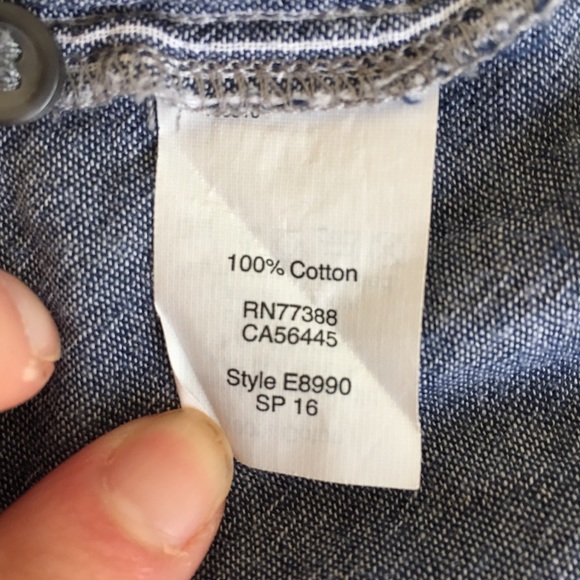 100% Cotton
RN77388
CA56445
Style E8990
SP 16